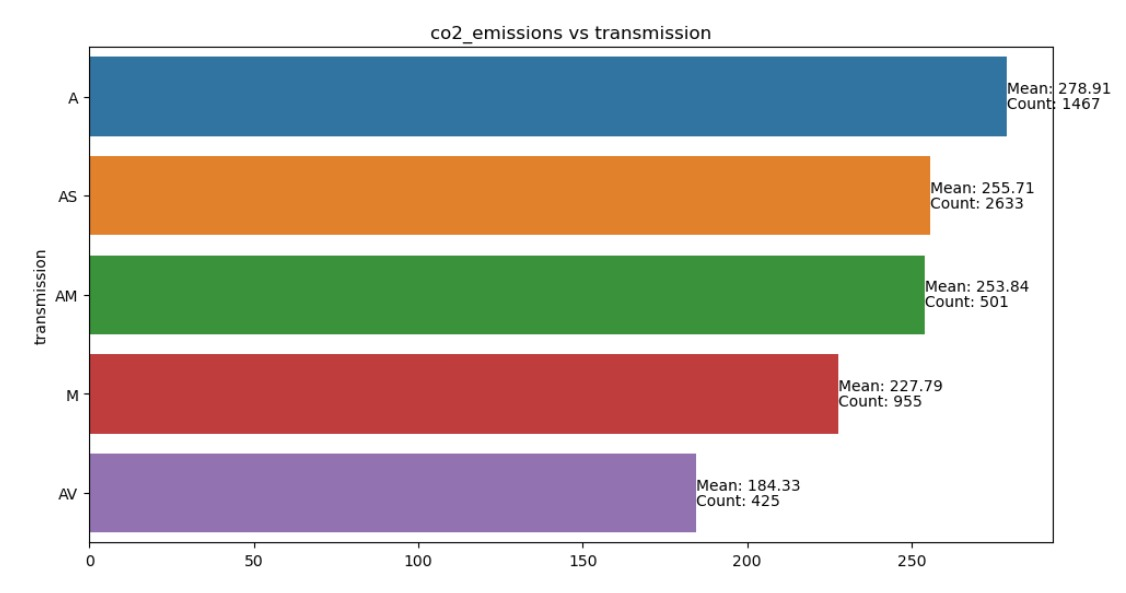 co2_emissions vs transmission
A
Mean: 278.91
Count: 1467
AS
Mean: 255.71
Count: 2633
AM
Mean: 253.84
Count: 501
M
Mean: 227.79
Count: 955
AV
Mean: 184.33
Count: 425
transmission
0 50 100 150 200 250